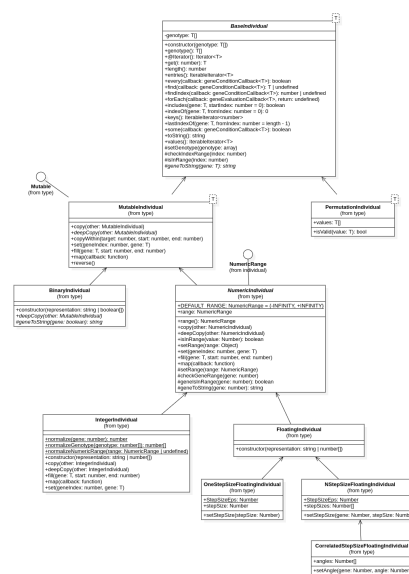 T
BaseIndividual
-genotype: T[]
+constructor(genotype: T[])
+genotype(): T[]
+@iterator(): Iterator<T>
+get(t: number): T
+length(): number
+entries(): IterableIterator<T>
+every(callback: geneConditionCallback<T>): boolean
+find(callback: geneConditionCallback<T>): T | undefined
+findIndex(callback: geneConditionCallback<T>): number | undefined
+forEach(callback: geneEvaluationCallback<T>, return: undefined)
+includes(gene: T, startIndex: number = 0): boolean
+indexOf(gene: T, fromIndex: number = 0): 0
+keys(): IterableIterator<number>
+lastIndexOf(gene: T, fromIndex: number = length - 1)
+some(callback: geneConditionCallback<T>): boolean
+toString(): string
+values(): IterableIterator<T>
#setGenotype(genotype: array)
#checkIndexRange(index: number)
#isInRange(index: number)
#geneToString(gene: T): string
Mutable
(from type)
T
MutableIndividual
(from type)
+copy(other: MutableIndividual)
+deepCopy(other: MutableIndividual)
+copyWithin(target: number, start: number, end: number)
+set(geneIndex: number, gene: T)
+fill(gene: T, start: number, end: number)
+map(callback: function)
+reverse()
T
PermutationIndividual
(from type)
+values: T[]
+isValid(value: T): bool
NumericRange
(from individual)
BinaryIndividual
(from type)
+constructor(representation: string | boolean[])
+deepCopy(other: MutableIndividual)
#geneToString(gene: boolean): string
NumericIndividual
(from type)
+DEFAULT_RANGE: NumericRange = (-INFINITY, +INFINITY)
+range: NumericRange
+range(): NumericRange
+copy(other: NumericIndividual)
+deepCopy(other: NumericIndividual)
+isInRange(value: Number): boolean
+setRange(range: Object)
+set(geneIndex: number, gene: T)
+fill(gene: T, start: number, end: number)
+map(callback: function)
#setRange(range: NumericRange)
#checkGeneRange(gene: number)
#geneIsInRange(gene: number): boolean
#geneToString(gene: number): string
IntegerIndividual
(from type)
+normalize(gene: number): number
+normalizeGenotype(genotype: number[]): number[]
+normalizeNumericRange(range: NumericRange | undefined)
+constructor(representation: string | number[])
+copy(other: IntegerIndividual)
+deepCopy(other: IntegerIndividual)
+fill(gene: T, start: number, end: number)
+map(callback: function)
+set(geneIndex: number, gene: T)
FloatingIndividual
(from type)
+constructor(representation: string | number[])
OneStepSizeFloatingIndividual
(from type)
+StepSizeEps: Number
+stepSize: Number
+setStepSize(stepSize: Number)
NStepSizeFloatingIndividual
(from type)
+StepSizeEps: Number
+stepSizes: Number[]
+setStepSize(gene: Number, stepSize: Num
CorrelatedStepSizeFloatingIndividual
(from type)
+angles: Number[]
+setAngle(gene: Number, angle: Number